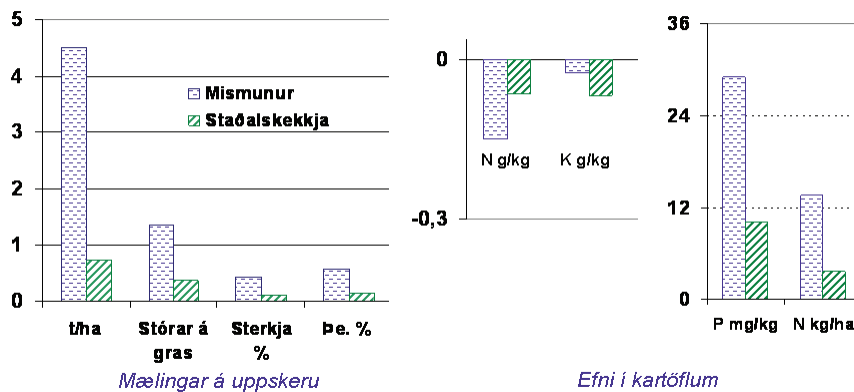 5
4
3
2
1
0
Mismunur
Staðalskekkja
t/ha
Stórar á
gras
Sterkja
%
Þe. %
Mælingar á uppskeru
0
-0,3
N g/kg
K g/kg
36
24
12
0
P mg/kg
N kg/ha
Efni í kartöflum